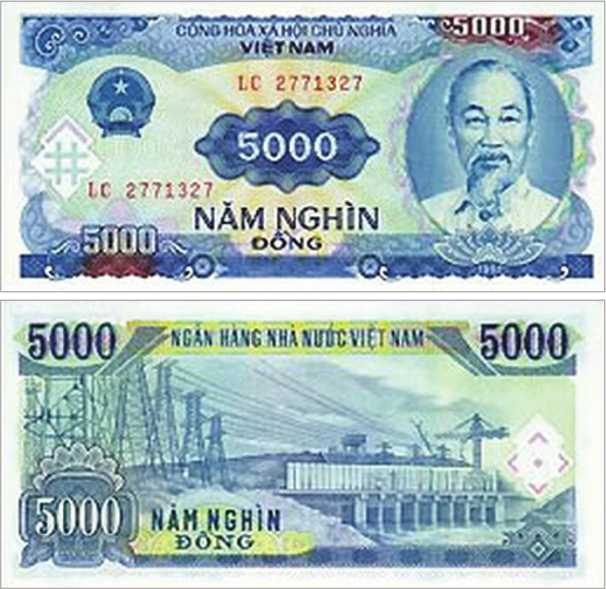 CỘNG HÒA XÃ HỘI CHỦ NGHĨA
VIỆT NAM
5000
LC 2771327
5000
LC 2771327
NĂM NGHÌN
ĐỒNG
5000
5000
NGÂN HÀNG NHÀ NƯỚC VIỆT NAM
5000
5000
NĂM NGHÌN
ĐỒNG